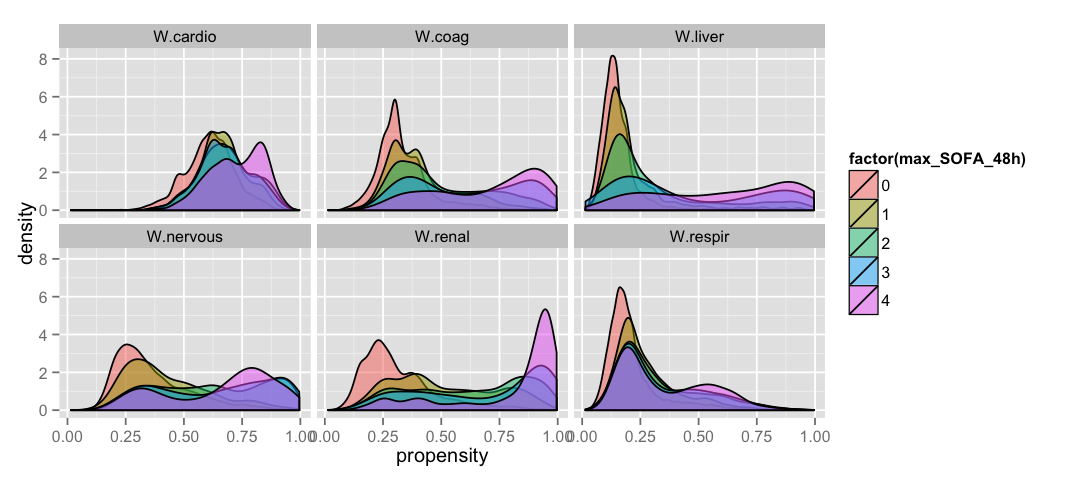 W.cardio W.coag W.liver
8
6
4
2
0
density
W.nervous W.renal W.respir
8
6
4
2
0
0.00 0.25 0.50 0.75 1.00 0.00 0.25 0.50 0.75 1.00 0.00 0.25 0.50 0.75 1.00
propensity
factor(max_SOFA_48h)
0
1
2
3
4